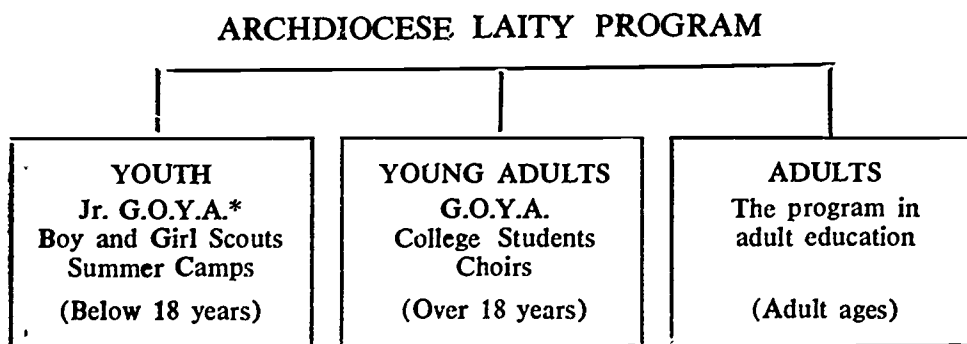 ARCHDIOCESE LAITY PROGRAM
YOUTH
Jr. G.O.Y.A.*
Boy and Girl Scouts
Summer Camps
(Below 18 years)
YOUNG ADULTS
G.O.Y.A.
College Students
Choirs
(Over 18 years)
ADULTS
The program in
adult education
(Adult ages)